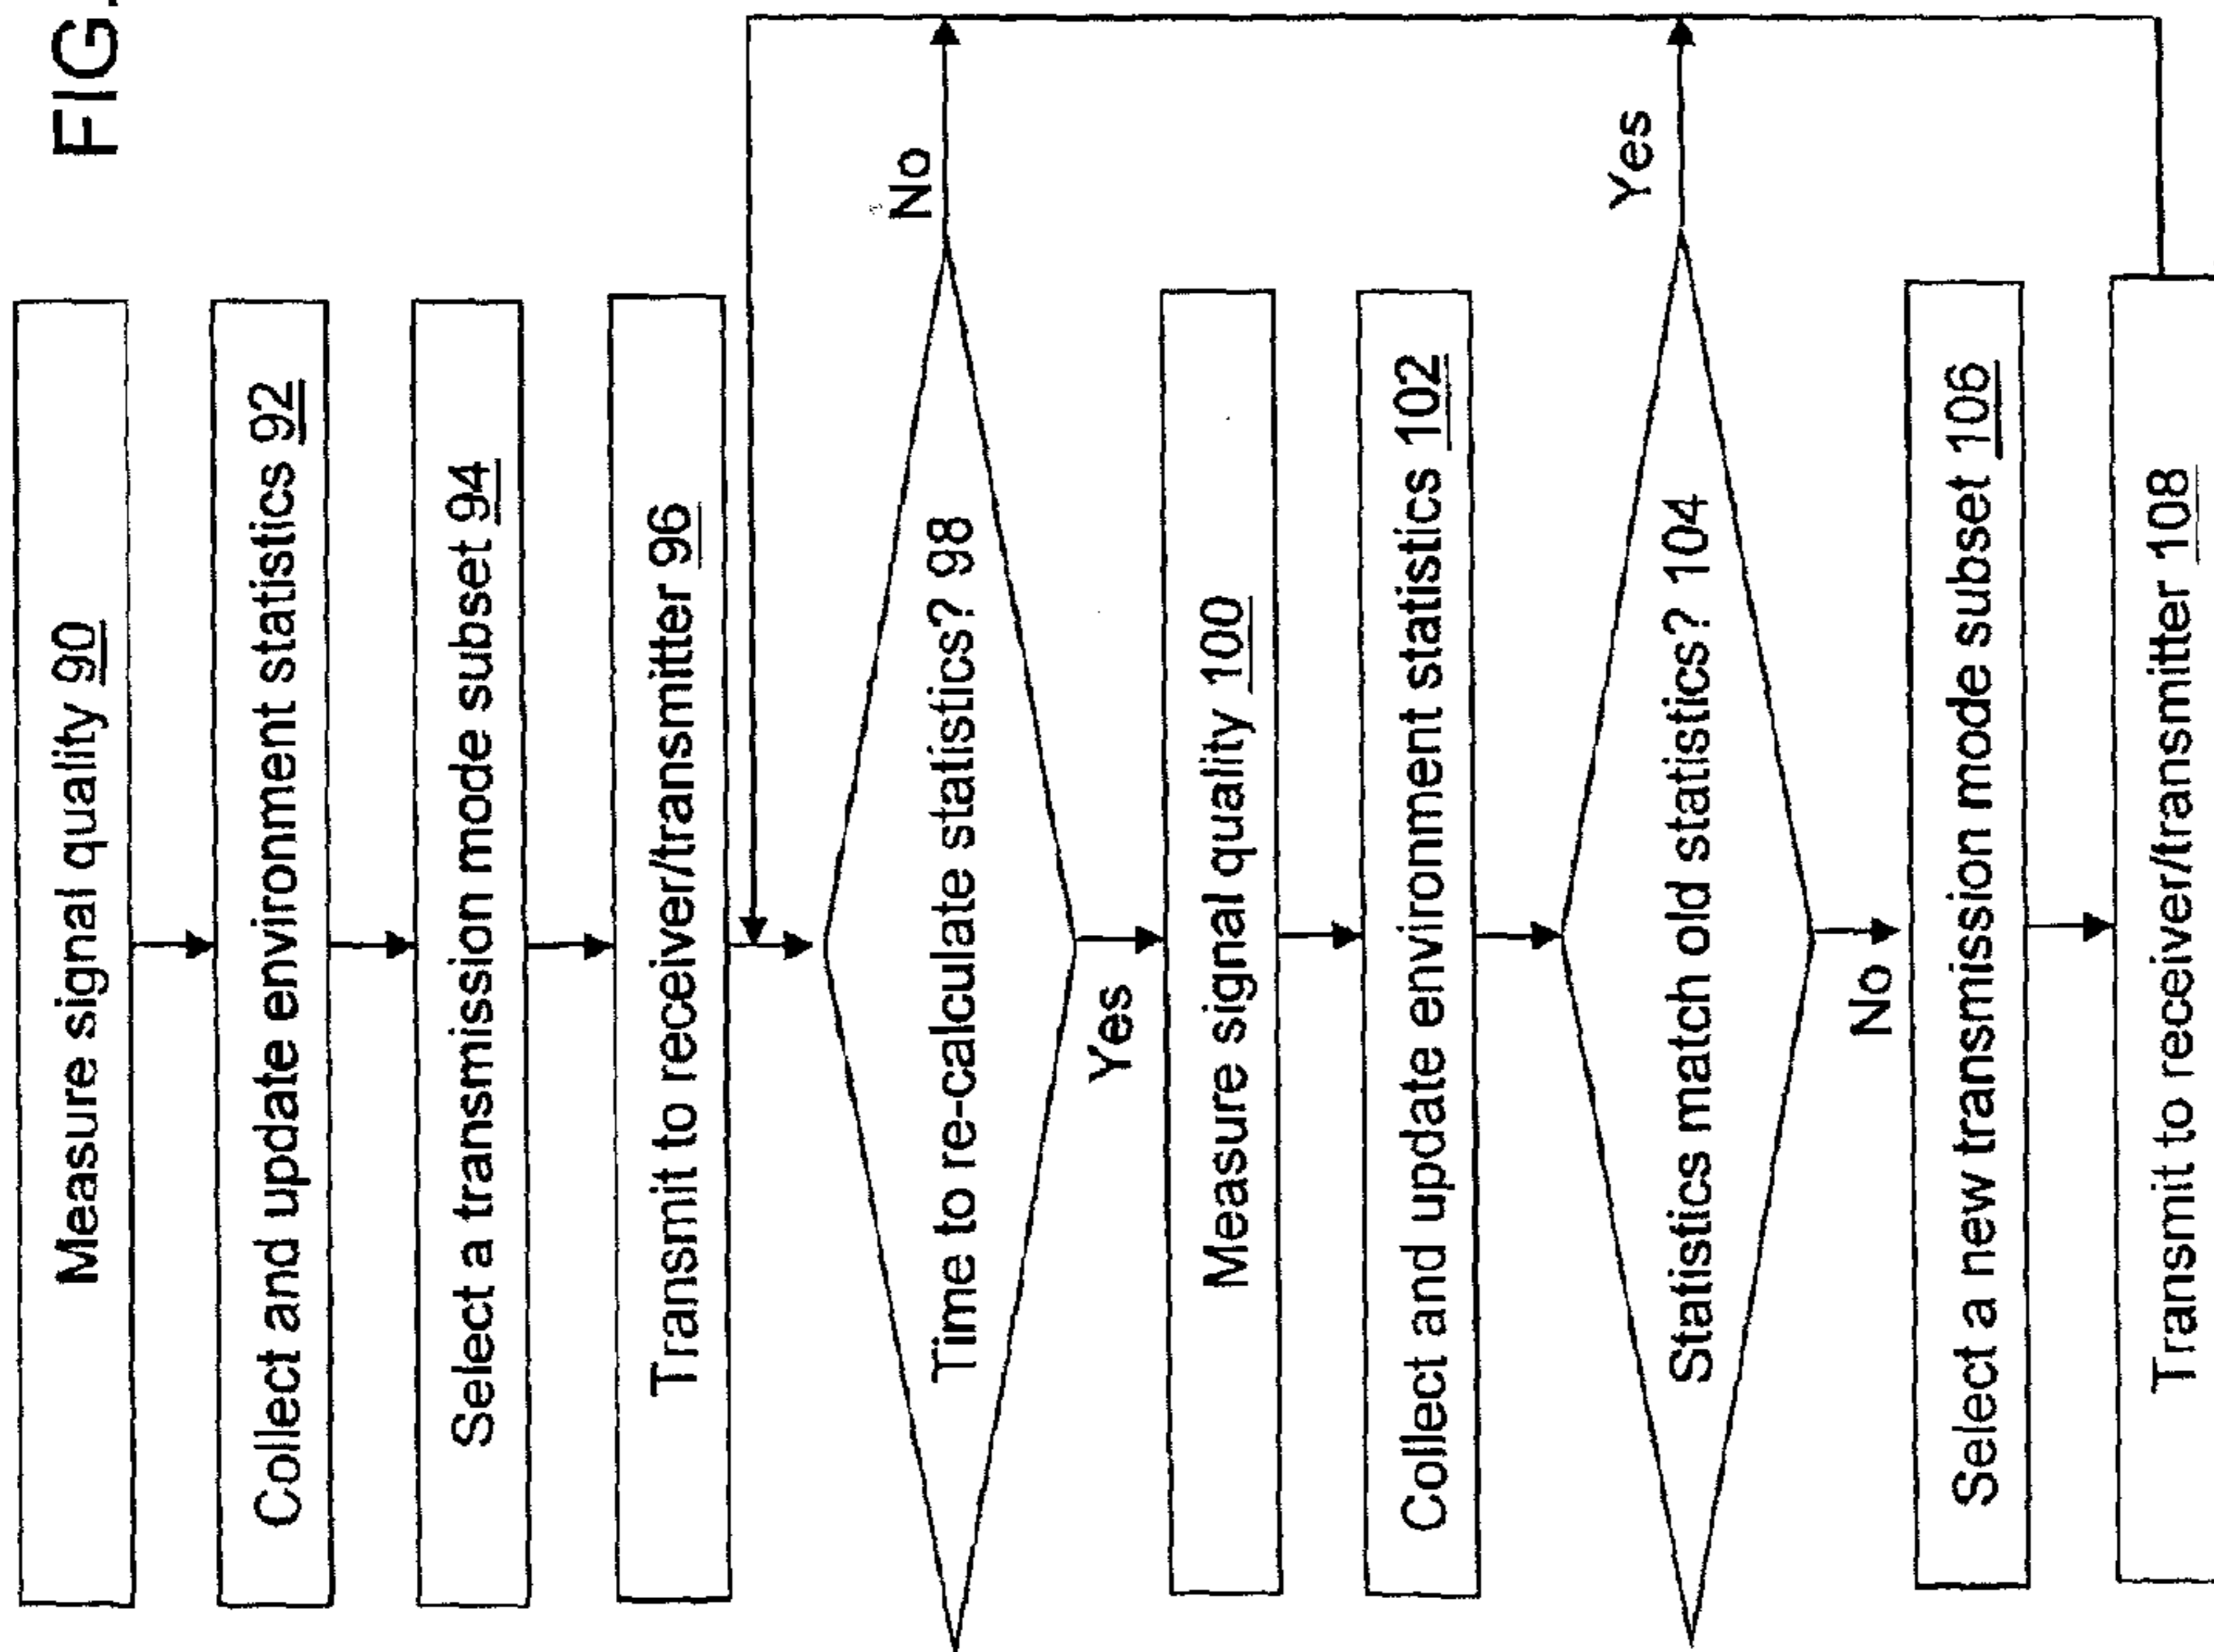 FIG.
Measure signal quality 90
Collect and update environment statistics 92
Select a transmission mode subset 94
Transmit to receiver/transmitter 96
Time to re-calculate statistics? 98
No
Yes
Measure signal quality 100
Collect and update environment statistics 102
Statistics match old statistics? 104
Yes
No
Select a new transmission mode subset 106
Transmit to receiver/transmitter 108